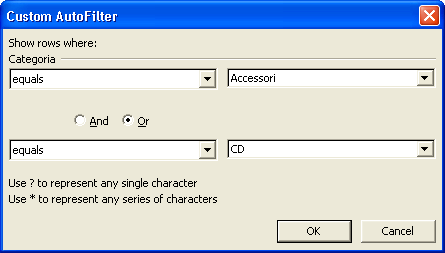 Custom AutoFilter
Show rows where:
Categoria
equals Accessori
And Or
equals CD
Use ? to represent any single character
Use * to represent any series of characters
OK Cancel